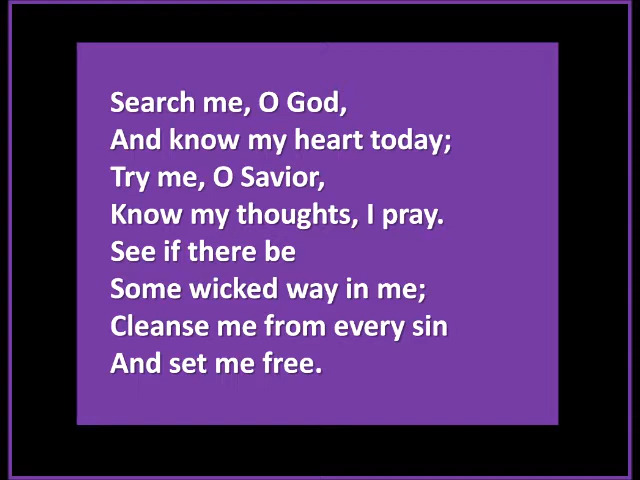 Search me, O God,
And know my heart today;
Try me, O Savior,
Know my thoughts, I pray.
See if there be
Some wicked way in me;
Cleanse me from every sin
And set me free.